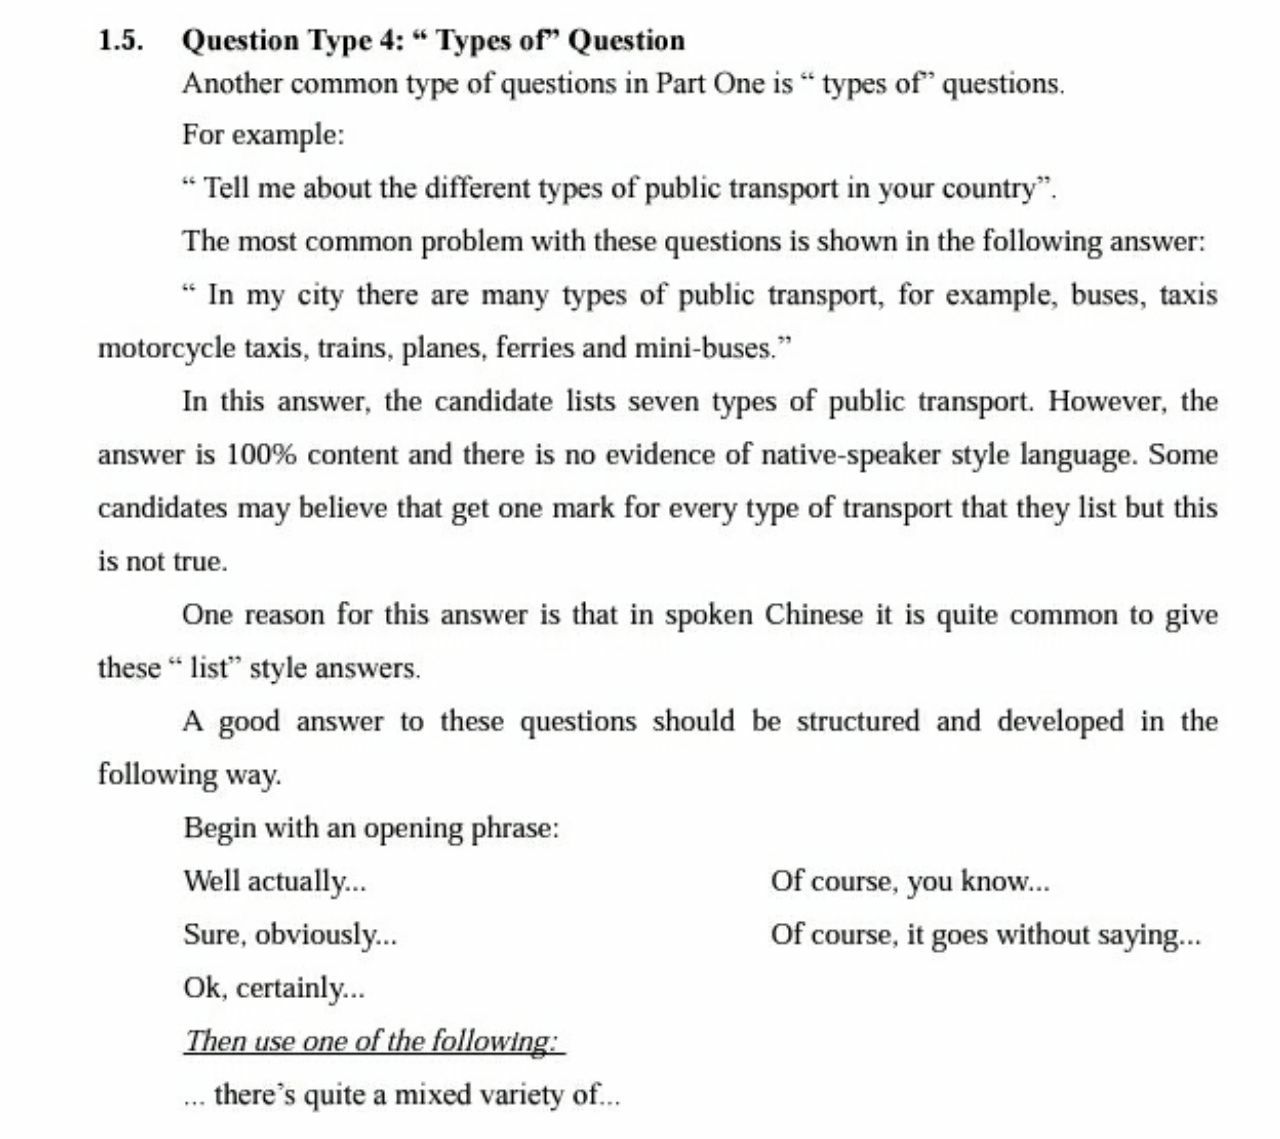 1.5. Question Type 4: “ Types of” Question
Another common type of questions in Part One is “ types of” questions.
For example:
“ Tell me about the different types of public transport in your country”.
The most common problem with these questions is shown in the following answer:
“ In my city there are many types of public transport, for example, buses, taxis
motorcycle taxis, trains, planes, ferries and mini-buses.”
In this answer, the candidate lists seven types of public transport. However, the
answer is 100% content and there is no evidence of native-speaker style language. Some
candidates may believe that get one mark for every type of transport that they list but this
is not true.
One reason for this answer is that in spoken Chinese it is quite common to give
these “ list” style answers.
A good answer to these questions should be structured and developed in the
following way.
Begin with an opening phrase:
Well actually... Of course, you know...
Sure, obviously... Of course, it goes without saying...
Ok, certainly...
Then use one of the following:
... there’s quite a mixed variety of...